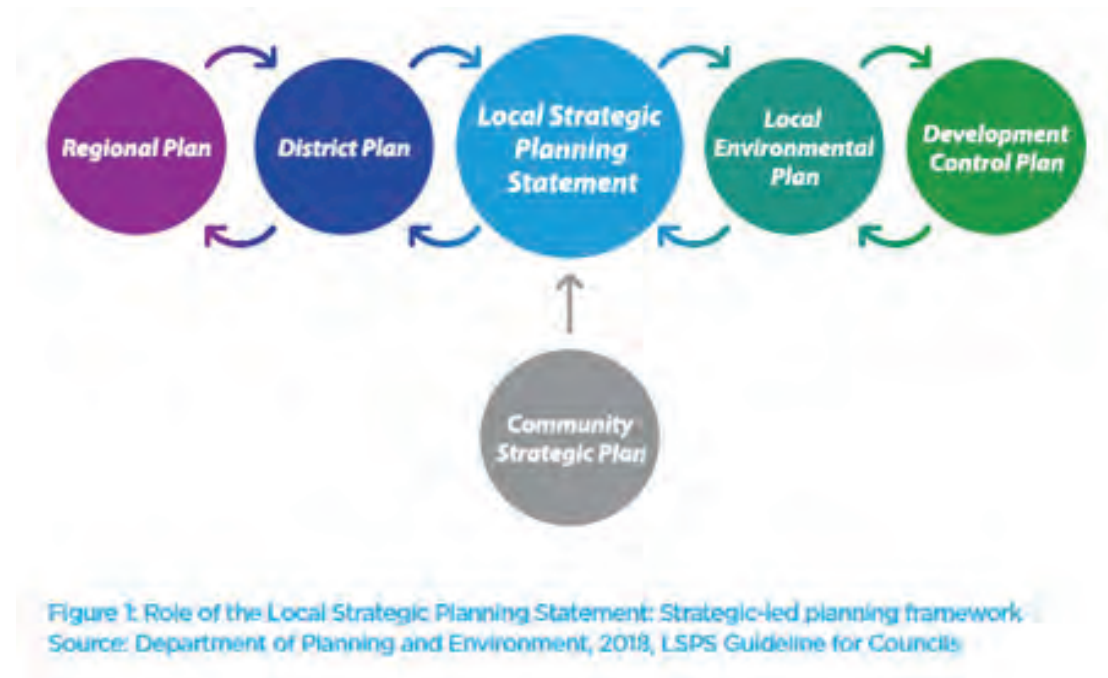 Regional Plan
District Plan
Local Strategic
Planning
Statement
Local
Environmental
Plan
Development
Control Plan
Community
Strategic Plan
Figure 1: Role of the Local Strategic Planning Statement: Strategic-led planning framework
Source: Department of Planning and Environment, 2018, LSPS Guideline for Councils